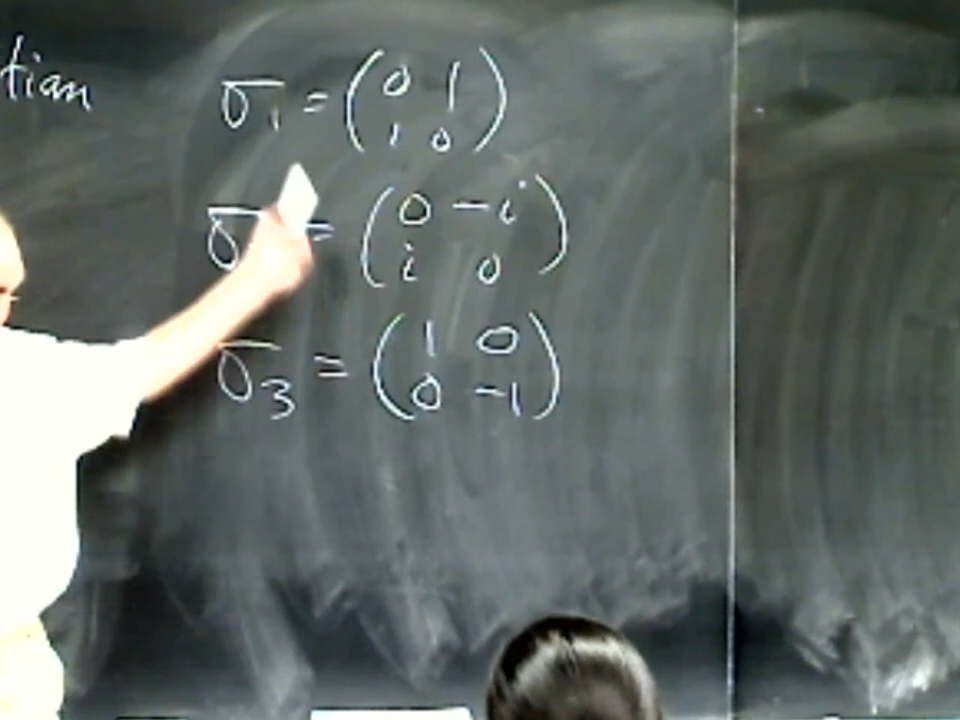 tian
σ₁ = (0 1
1 0)
σ = (0 -i
i 0)
σ₃ = (1 0
0 -1)